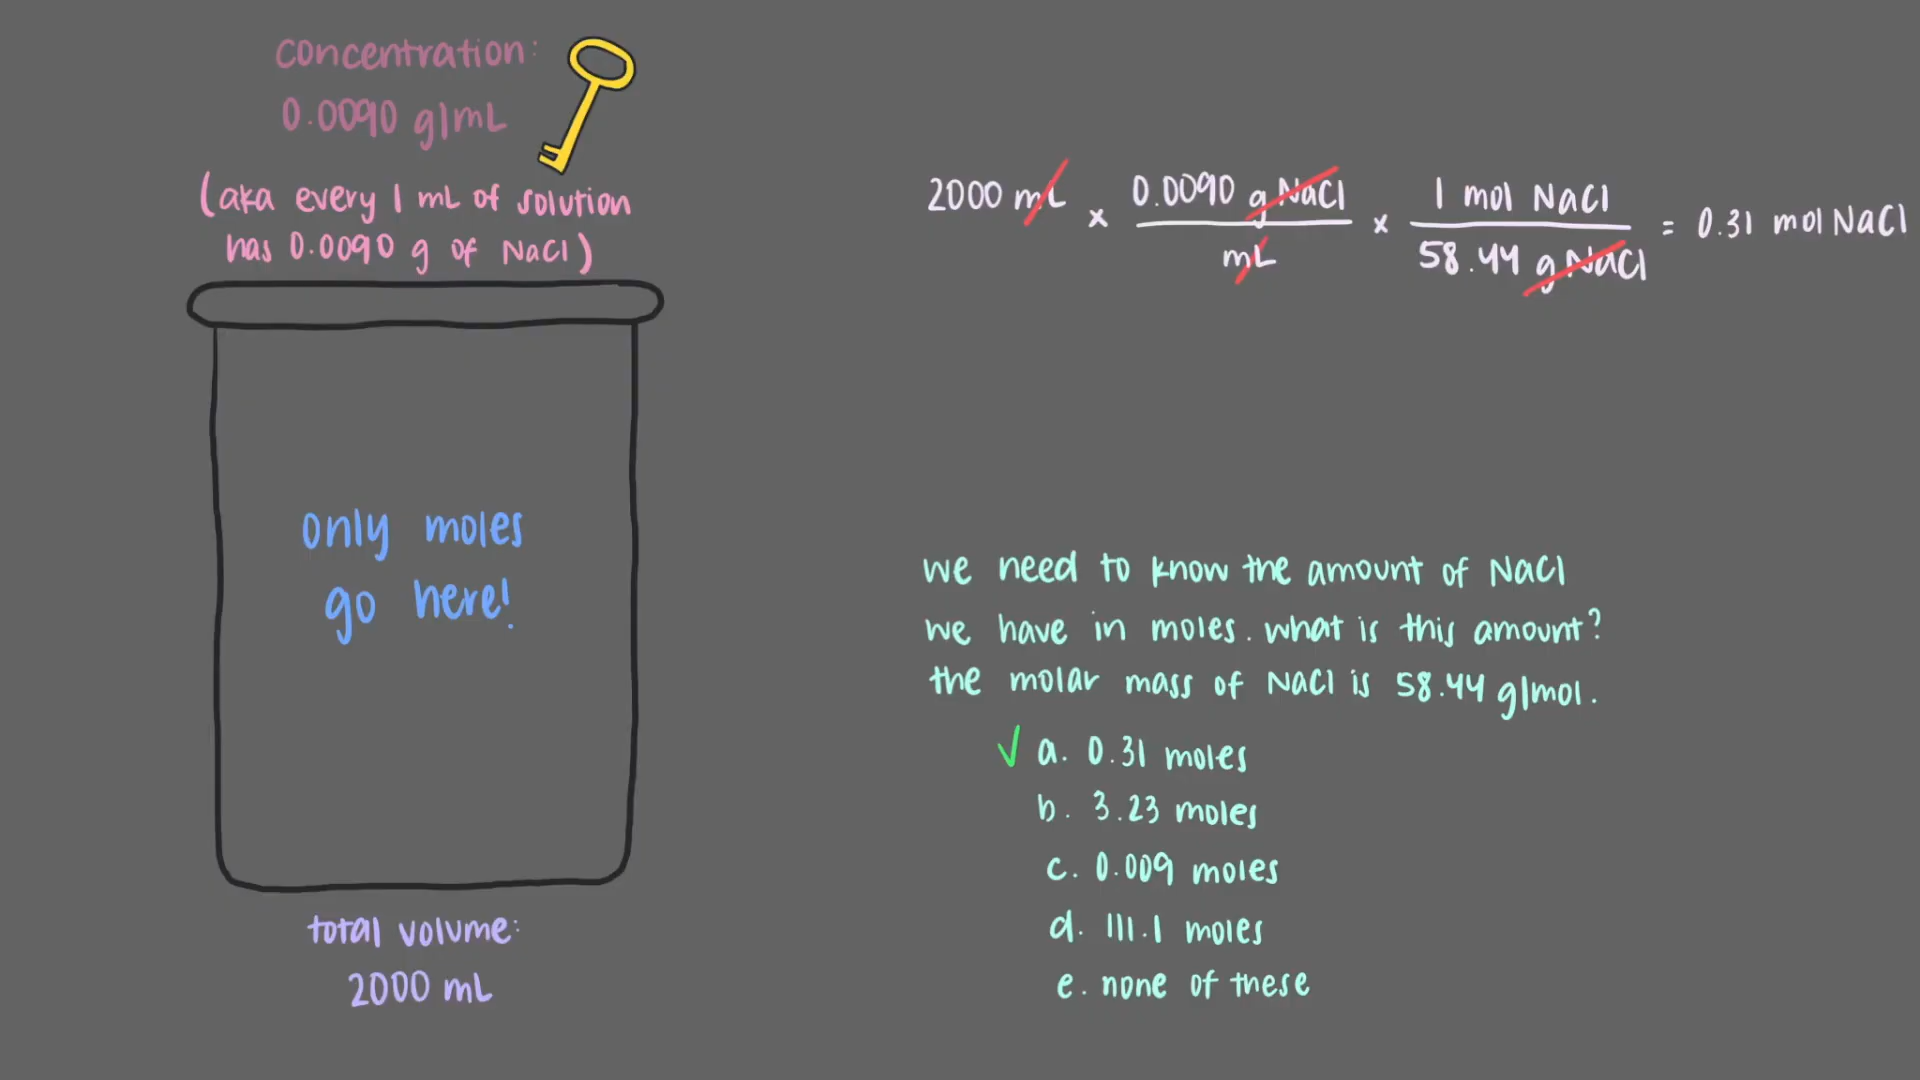 concentration:
0.0090 g/mL
(aka every 1 mL of solution
has 0.0090 g of NaCl)
only moles
go here!
total volume:
2000 mL
2000 mL x 0.0090 g NaCl / mL x 1 mol NaCl / 58.44 g NaCl = 0.31 mol NaCl
we need to know the amount of NaCl
we have in moles. what is this amount?
the molar mass of NaCl is 58.44 g/mol.
✓ a. 0.31 moles
b. 3.23 moles
c. 0.009 moles
d. 111.1 moles
e. none of these